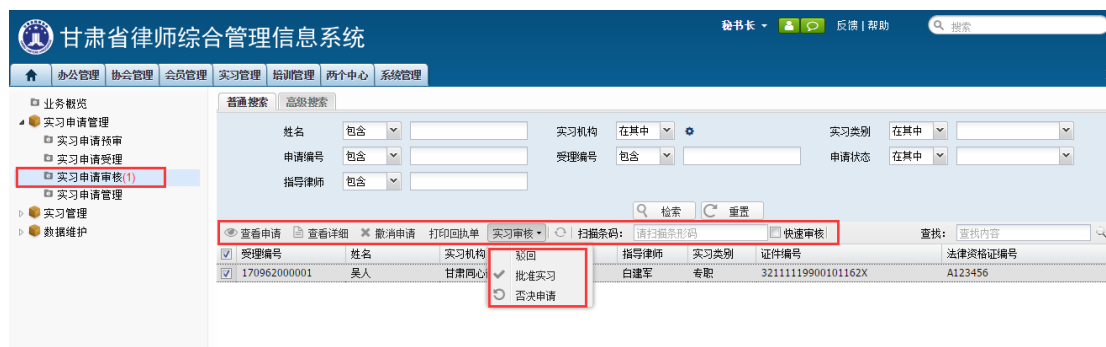 甘肃省律师综合管理信息系统
秘书长 反馈|帮助 搜索
办公管理 协会管理 会员管理 实习管理 培训管理 两个中心 系统管理
业务概览
实习申请管理
实习申请预审
实习申请受理
实习申请审核(1)
实习申请管理
实习管理
数据维护
普通搜索 高级搜索
姓名 包含 实习机构 在其中 实习类别 在其中
申请编号 包含 受理编号 包含 申请状态 在其中
指导律师 包含
检索 重置
查看申请 查看详细 撤消申请 打印回执单 实习审核 扫描条码: 请扫描条形码 快速审核 查找: 查找内容
受理编号 姓名 实习机构 指导律师 实习类别 证件编号 法律资格证编号
170962000001 吴人 甘肃同心 白建军 专职 32111119900101162X A123456
驳回
批准实习
否决申请